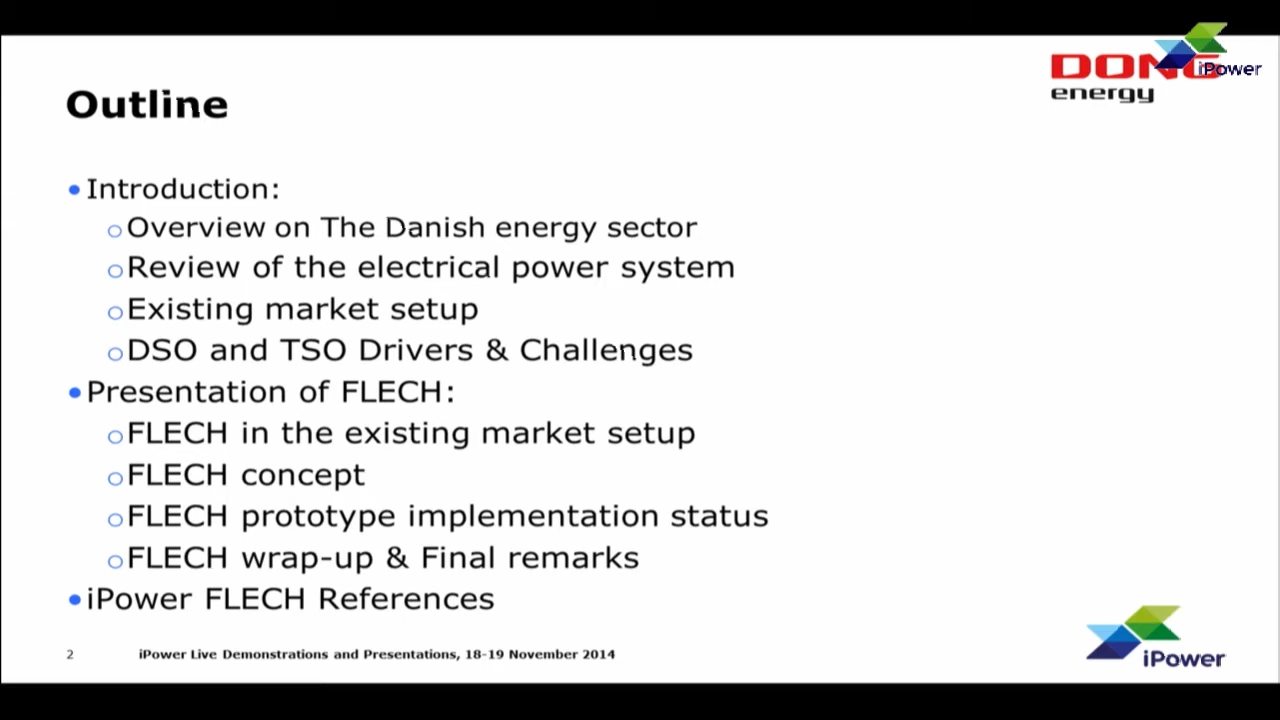 DONG
energy
iPower
Outline
• Introduction:
o Overview on The Danish energy sector
o Review of the electrical power system
o Existing market setup
o DSO and TSO Drivers & Challenges
• Presentation of FLECH:
o FLECH in the existing market setup
o FLECH concept
o FLECH prototype implementation status
o FLECH wrap-up & Final remarks
• iPower FLECH References
2 iPower Live Demonstrations and Presentations, 18-19 November 2014
iPower